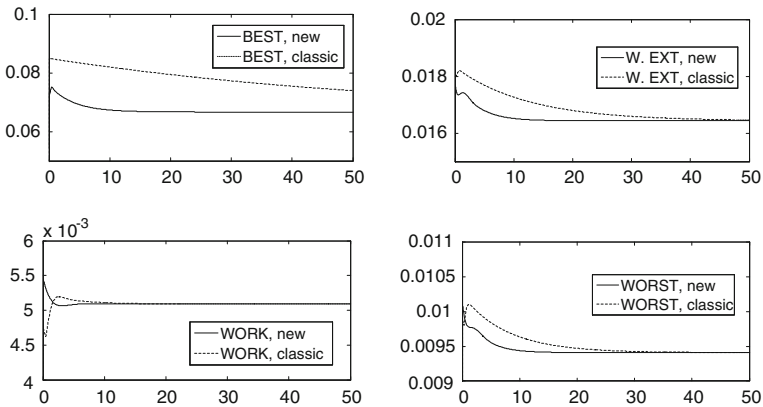 0.1
0.08
0.06
0 10 20 30 40 50
BEST, new
BEST, classic
0.02
0.018
0.016
0 10 20 30 40 50
W. EXT, new
W. EXT, classic
x 10⁻³
6
5.5
5
4.5
4
0 10 20 30 40 50
WORK, new
WORK, classic
0.011
0.0105
0.01
0.0095
0.009
0 10 20 30 40 50
WORST, new
WORST, classic